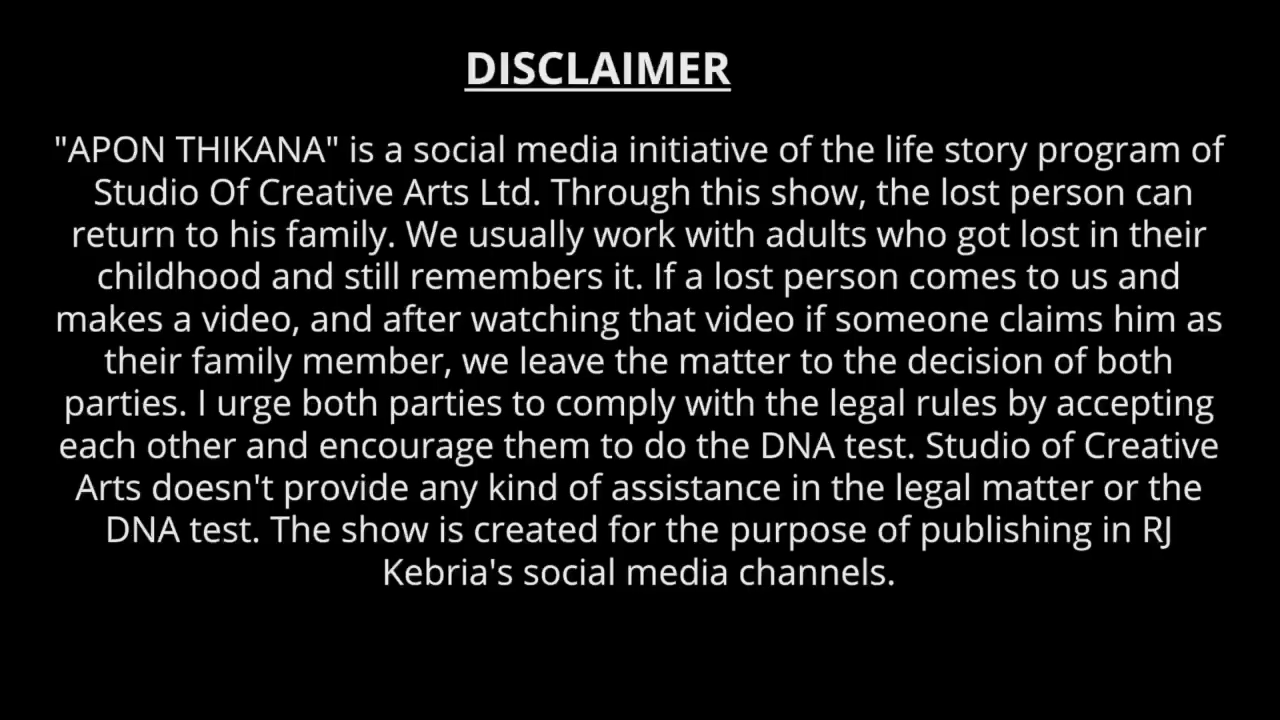 DISCLAIMER
"APON THIKANA" is a social media initiative of the life story program of
Studio Of Creative Arts Ltd. Through this show, the lost person can
return to his family. We usually work with adults who got lost in their
childhood and still remembers it. If a lost person comes to us and
makes a video, and after watching that video if someone claims him as
their family member, we leave the matter to the decision of both
parties. I urge both parties to comply with the legal rules by accepting
each other and encourage them to do the DNA test. Studio of Creative
Arts doesn't provide any kind of assistance in the legal matter or the
DNA test. The show is created for the purpose of publishing in RJ
Kebria's social media channels.